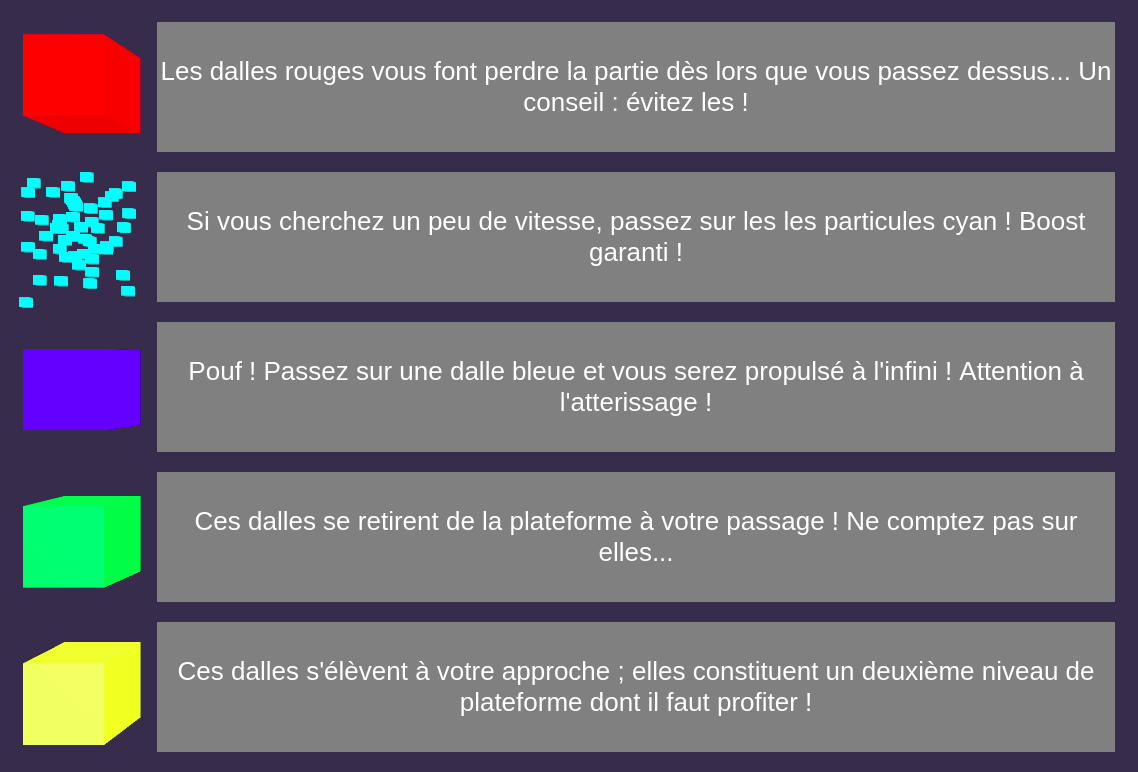 Les dalles rouges vous font perdre la partie dès lors que vous passez dessus... Un
conseil : évitez les !
Si vous cherchez un peu de vitesse, passez sur les les particules cyan ! Boost
garanti !
Pouf ! Passez sur une dalle bleue et vous serez propulsé à l'infini ! Attention à
l'atterissage !
Ces dalles se retirent de la plateforme à votre passage ! Ne comptez pas sur
elles...
Ces dalles s'élèvent à votre approche ; elles constituent un deuxième niveau de
plateforme dont il faut profiter !